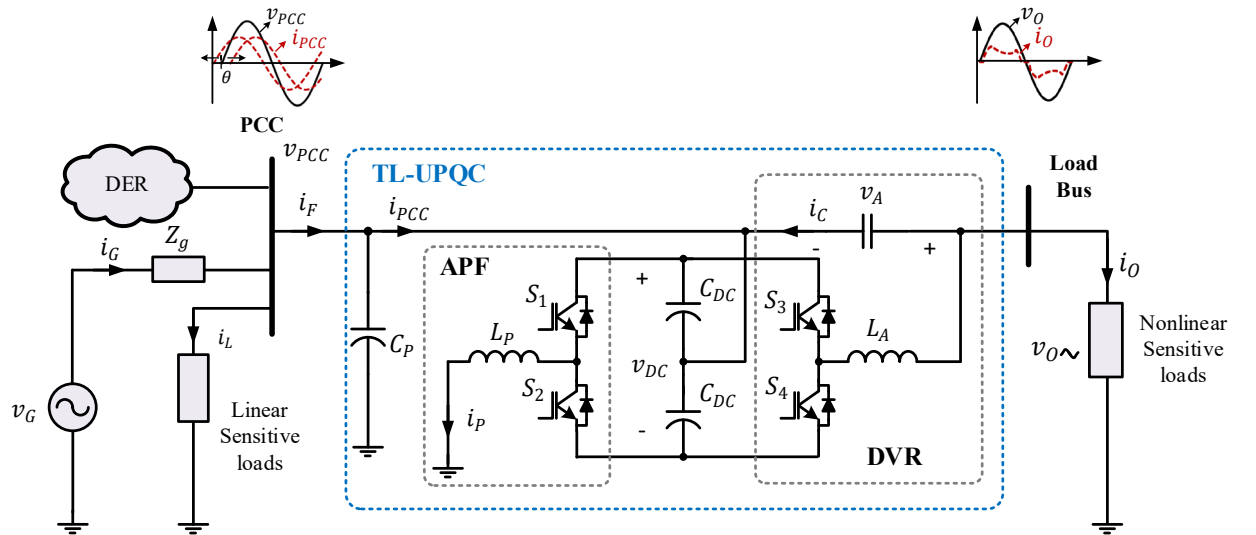 v_PCC
i_PCC
θ
PCC
v_O
i_O
v_PCC
DER
TL-UPQC
Load
Bus
i_F
i_PCC
i_C
v_A
i_G
Z_g
APF
+
-
+
S_1
C_DC
S_3
i_O
L_P
L_A
C_P
v_DC
v_O
Nonlinear
Sensitive
loads
i_L
S_2
C_DC
S_4
v_G
Linear
Sensitive
loads
i_P
-
DVR